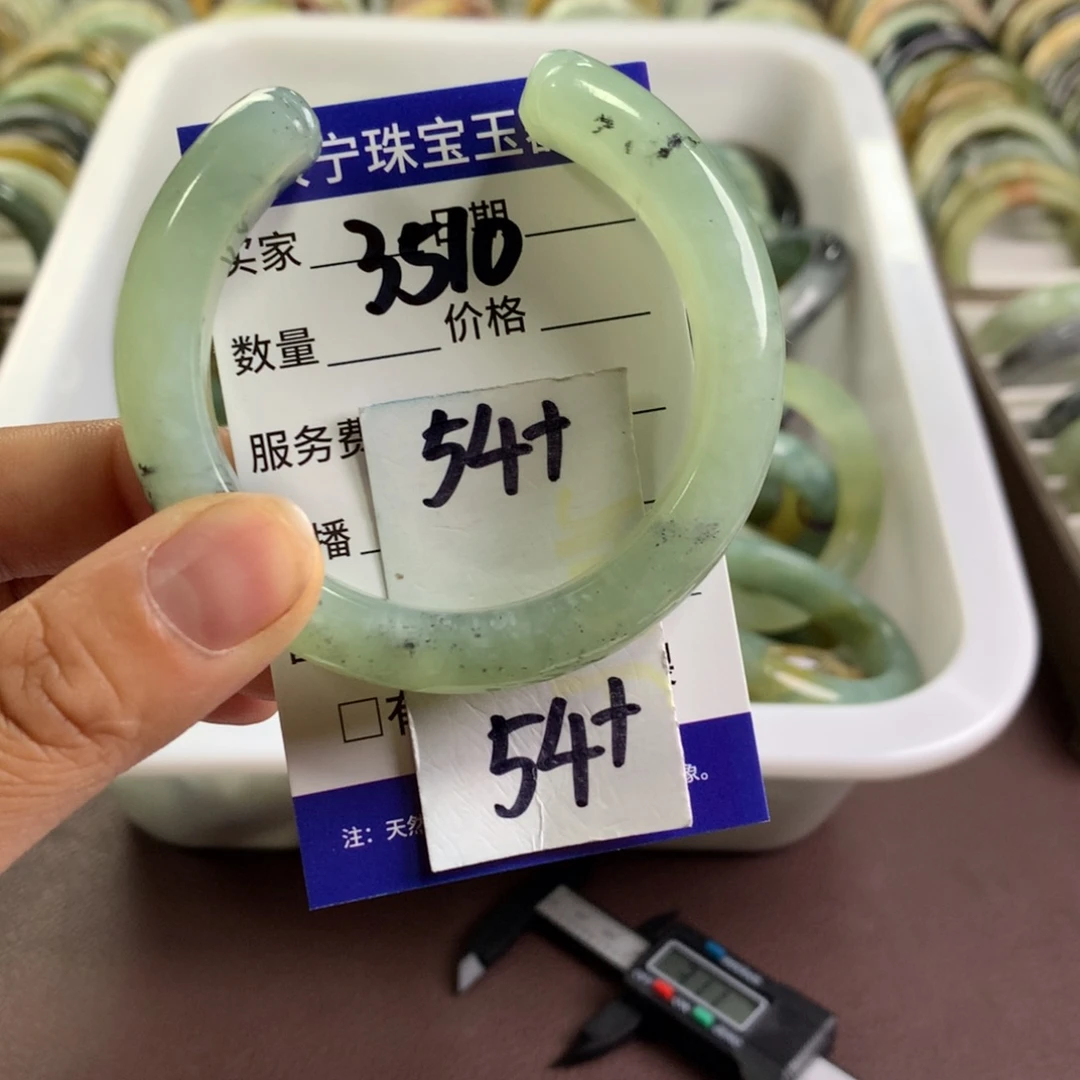 宁珠宝玉
买家 日期
3510
数量 价格
服务费
54+
播
54+
注：天然
象。